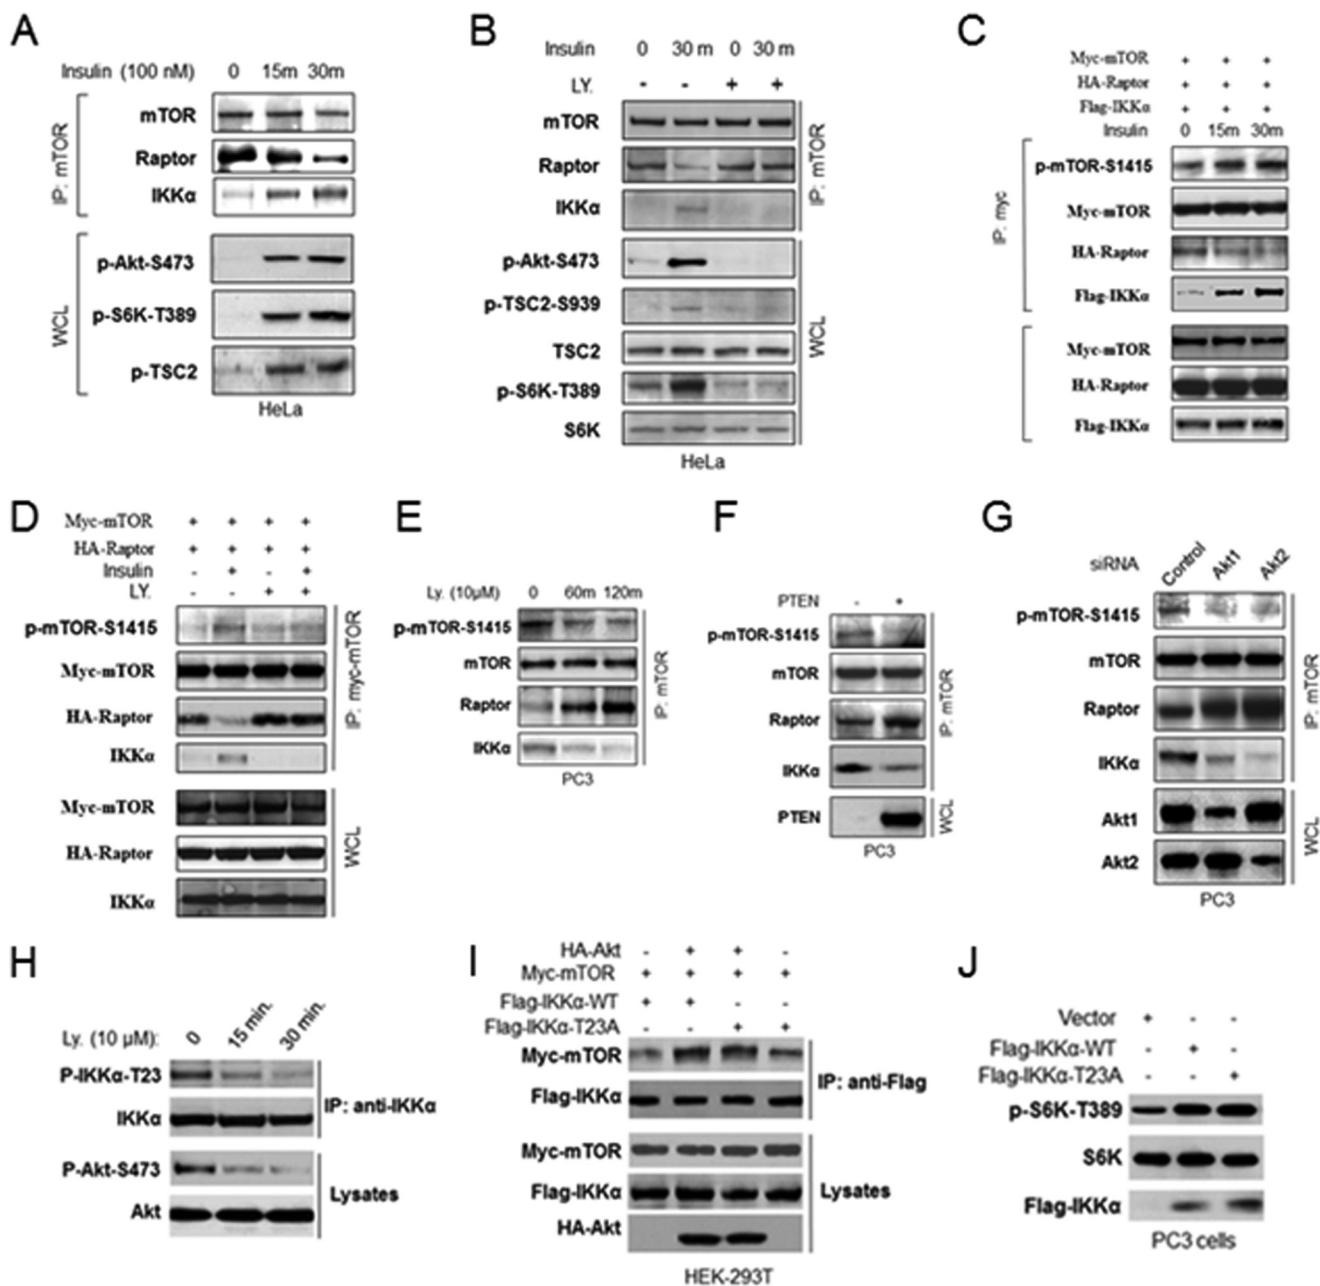 A
Insulin (100 nM) 0 15m 30m
mTOR
Raptor
IKKα
IP: mTOR
p-Akt-S473
p-S6K-T389
p-TSC2
WCL
HeLa
B
Insulin 0 30 m 0 30 m
LY. - - + +
mTOR
Raptor
IKKα
IP: mTOR
p-Akt-S473
p-TSC2-S939
TSC2
p-S6K-T389
S6K
WCL
HeLa
C
Myc-mTOR + + +
HA-Raptor + + +
Flag-IKKα + + +
Insulin 0 15m 30m
p-mTOR-S1415
Myc-mTOR
HA-Raptor
Flag-IKKα
IP: myc
Myc-mTOR
HA-Raptor
Flag-IKKα
D
Myc-mTOR + + + +
HA-Raptor + + + +
Insulin - + - +
LY. - - + +
p-mTOR-S1415
Myc-mTOR
HA-Raptor
IKKα
IP: myc-mTOR
Myc-mTOR
HA-Raptor
IKKα
WCL
E
Ly. (10µM) 0 60m 120m
p-mTOR-S1415
mTOR
Raptor
IKKα
IP: mTOR
PC3
F
PTEN - +
p-mTOR-S1415
mTOR
Raptor
IKKα
IP: mTOR
PTEN
WCL
PC3
G
siRNA Control Akt1 Akt2
p-mTOR-S1415
mTOR
Raptor
IKKα
IP: mTOR
Akt1
Akt2
WCL
PC3
H
Ly. (10 µM): 0 15 min. 30 min.
P-IKKα-T23
IKKα
IP: anti-IKKα
P-Akt-S473
Akt
Lysates
I
HA-Akt - + + -
Myc-mTOR + + + +
Flag-IKKα-WT + + - -
Flag-IKKα-T23A - - + +
Myc-mTOR
Flag-IKKα
IP: anti-Flag
Myc-mTOR
Flag-IKKα
HA-Akt
Lysates
HEK-293T
J
Vector + - -
Flag-IKKα-WT - + -
Flag-IKKα-T23A - - +
p-S6K-T389
S6K
Flag-IKKα
PC3 cells